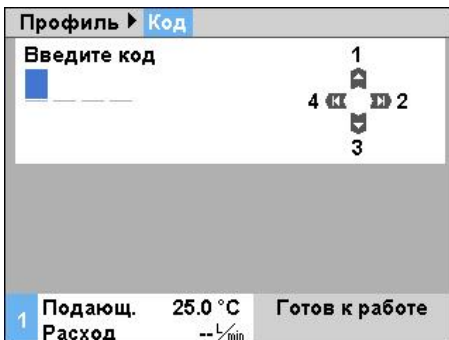 Профиль Код
Введите код
1
4 2
3
1 Подающ. 25.0 °C Готов к работе
Расход -- L/min